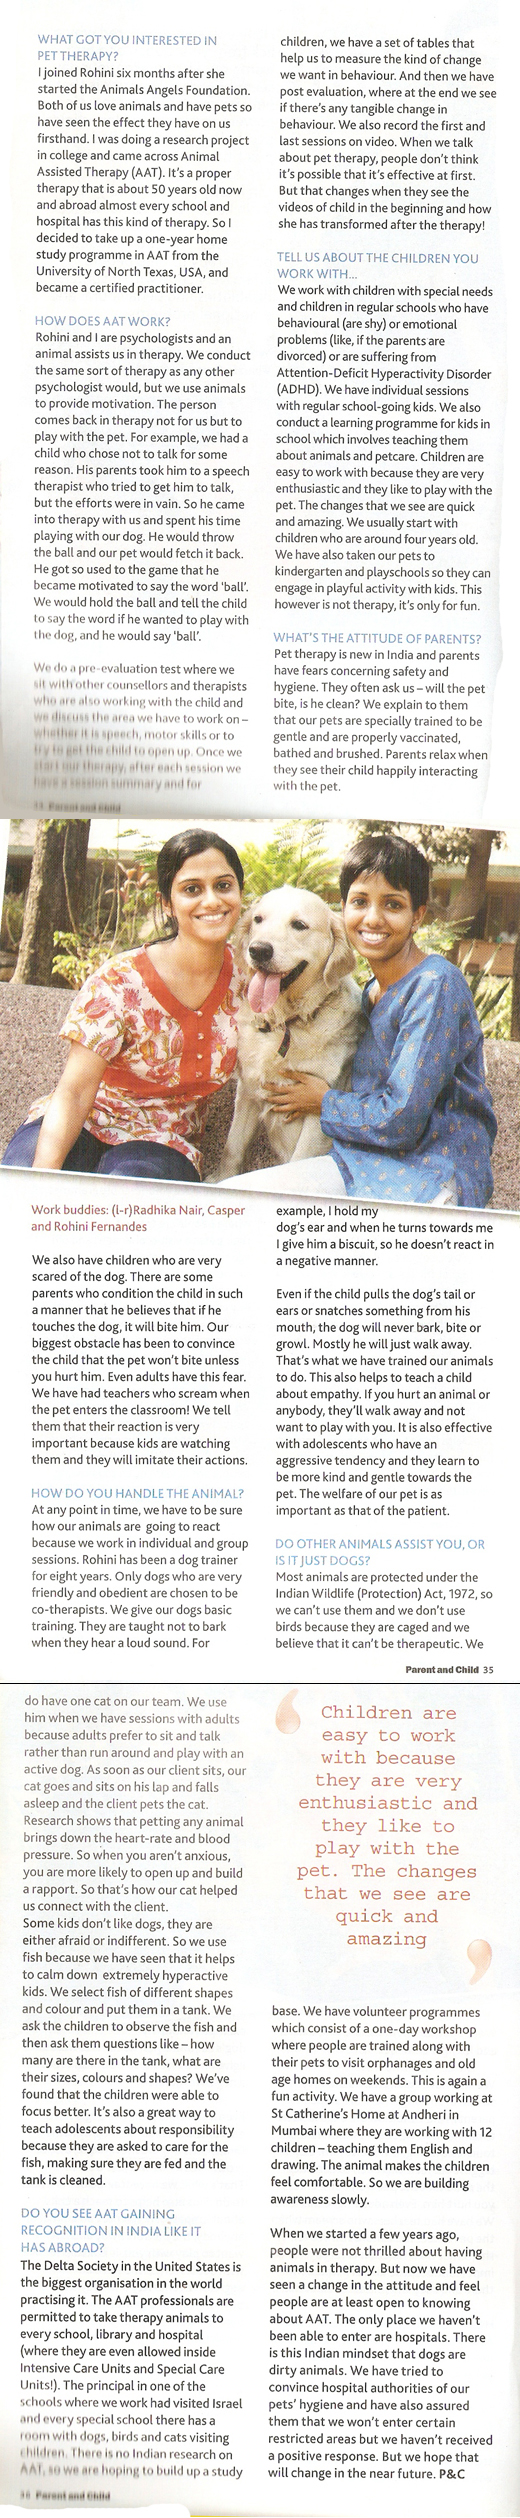 WHAT GOT YOU INTERESTED IN
PET THERAPY?
I joined Rohini six months after she
started the Animals Angels Foundation.
Both of us love animals and have pets so
have seen the effect they have on us
firsthand. I was doing a research project
in college and came across Animal
Assisted Therapy (AAT). It's a proper
therapy that is about 50 years old now
and abroad almost every school and
hospital has this kind of therapy. So I
decided to take up a one-year home
study programme in AAT from the
University of North Texas, USA, and
became a certified practitioner.
HOW DOES AAT WORK?
Rohini and I are psychologists and an
animal assists us in therapy. We conduct
the same sort of therapy as any other
psychologist would, but we use animals
to provide motivation. The person
comes back in therapy not for us but to
play with the pet. For example, we had a
child who chose not to talk for some
reason. His parents took him to a speech
therapist who tried to get him to talk,
but the efforts were in vain. So he came
into therapy with us and spent his time
playing with our dog. He would throw
the ball and our pet would fetch it back.
He got so used to the game that he
became motivated to say the word 'ball'.
We would hold the ball and tell the child
to say the word if he wanted to play with
the dog, and he would say 'ball'.
We do a pre-evaluation test where we
sit with other counsellors and therapists
who are also working with the child and
we discuss the area we have to work on –
whether it is speech, motor skills or to
try to get the child to open up. Once we
start our therapy, after each session we
have a session summary and for
34 Parent and Child
children, we have a set of tables that
help us to measure the kind of change
we want in behaviour. And then we have
post evaluation, where at the end we see
if there's any tangible change in
behaviour. We also record the first and
last sessions on video. When we talk
about pet therapy, people don't think
it's possible that it's effective at first.
But that changes when they see the
videos of child in the beginning and how
she has transformed after the therapy!
TELL US ABOUT THE CHILDREN YOU
WORK WITH...
We work with children with special needs
and children in regular schools who have
behavioural (are shy) or emotional
problems (like, if the parents are
divorced) or are suffering from
Attention-Deficit Hyperactivity Disorder
(ADHD). We have individual sessions
with regular school-going kids. We also
conduct a learning programme for kids in
school which involves teaching them
about animals and petcare. Children are
easy to work with because they are very
enthusiastic and they like to play with the
pet. The changes that we see are quick
and amazing. We usually start with
children who are around four years old.
We have also taken our pets to
kindergarten and playschools so they can
engage in playful activity with kids. This
however is not therapy, it's only for fun.
WHAT'S THE ATTITUDE OF PARENTS?
Pet therapy is new in India and parents
have fears concerning safety and
hygiene. They often ask us – will the pet
bite, is he clean? We explain to them
that our pets are specially trained to be
gentle and are properly vaccinated,
bathed and brushed. Parents relax when
they see their child happily interacting
with the pet.
Work buddies: (l-r)Radhika Nair, Casper
and Rohini Fernandes
We also have children who are very
scared of the dog. There are some
parents who condition the child in such
a manner that he believes that if he
touches the dog, it will bite him. Our
biggest obstacle has been to convince
the child that the pet won't bite unless
you hurt him. Even adults have this fear.
We have had teachers who scream when
the pet enters the classroom! We tell
them that their reaction is very
important because kids are watching
them and they will imitate their actions.
HOW DO YOU HANDLE THE ANIMAL?
At any point in time, we have to be sure
how our animals are going to react
because we work in individual and group
sessions. Rohini has been a dog trainer
for eight years. Only dogs who are very
friendly and obedient are chosen to be
co-therapists. We give our dogs basic
training. They are taught not to bark
when they hear a loud sound. For
example, I hold my
dog's ear and when he turns towards me
I give him a biscuit, so he doesn't react in
a negative manner.
Even if the child pulls the dog's tail or
ears or snatches something from his
mouth, the dog will never bark, bite or
growl. Mostly he will just walk away.
That's what we have trained our animals
to do. This also helps to teach a child
about empathy. If you hurt an animal or
anybody, they'll walk away and not
want to play with you. It is also effective
with adolescents who have an
aggressive tendency and they learn to
be more kind and gentle towards the
pet. The welfare of our pet is as
important as that of the patient.
DO OTHER ANIMALS ASSIST YOU, OR
IS IT JUST DOGS?
Most animals are protected under the
Indian Wildlife (Protection) Act, 1972, so
we can't use them and we don't use
birds because they are caged and we
believe that it can't be therapeutic. We
Parent and Child 35
do have one cat on our team. We use
him when we have sessions with adults
because adults prefer to sit and talk
rather than run around and play with an
active dog. As soon as our client sits, our
cat goes and sits on his lap and falls
asleep and the client pets the cat.
Research shows that petting any animal
brings down the heart-rate and blood
pressure. So when you aren't anxious,
you are more likely to open up and build
a rapport. So that's how our cat helped
us connect with the client.
Some kids don't like dogs, they are
either afraid or indifferent. So we use
fish because we have seen that it helps
to calm down extremely hyperactive
kids. We select fish of different shapes
and colour and put them in a tank. We
ask the children to observe the fish and
then ask them questions like – how
many are there in the tank, what are
their sizes, colours and shapes? We've
found that the children were able to
focus better. It's also a great way to
teach adolescents about responsibility
because they are asked to care for the
fish, making sure they are fed and the
tank is cleaned.
DO YOU SEE AAT GAINING
RECOGNITION IN INDIA LIKE IT
HAS ABROAD?
The Delta Society in the United States is
the biggest organisation in the world
practising it. The AAT professionals are
permitted to take therapy animals to
every school, library and hospital
(where they are even allowed inside
Intensive Care Units and Special Care
Units!). The principal in one of the
schools where we work had visited Israel
and every special school there has a
room with dogs, birds and cats visiting
children. There is no Indian research on
AAT, so we are hoping to build up a study
36 Parent and Child
‘ Children are
easy to work
with because
they are very
enthusiastic and
they like to
play with the
pet. The changes
that we see are
quick and
amazing ’
base. We have volunteer programmes
which consist of a one-day workshop
where people are trained along with
their pets to visit orphanages and old
age homes on weekends. This is again a
fun activity. We have a group working at
St Catherine's Home at Andheri in
Mumbai where they are working with 12
children – teaching them English and
drawing. The animal makes the children
feel comfortable. So we are building
awareness slowly.
When we started a few years ago,
people were not thrilled about having
animals in therapy. But now we have
seen a change in the attitude and feel
people are at least open to knowing
about AAT. The only place we haven't
been able to enter are hospitals. There
is this Indian mindset that dogs are
dirty animals. We have tried to
convince hospital authorities of our
pets' hygiene and have also assured
them that we won't enter certain
restricted areas but we haven't received
a positive response. But we hope that
will change in the near future. P&C